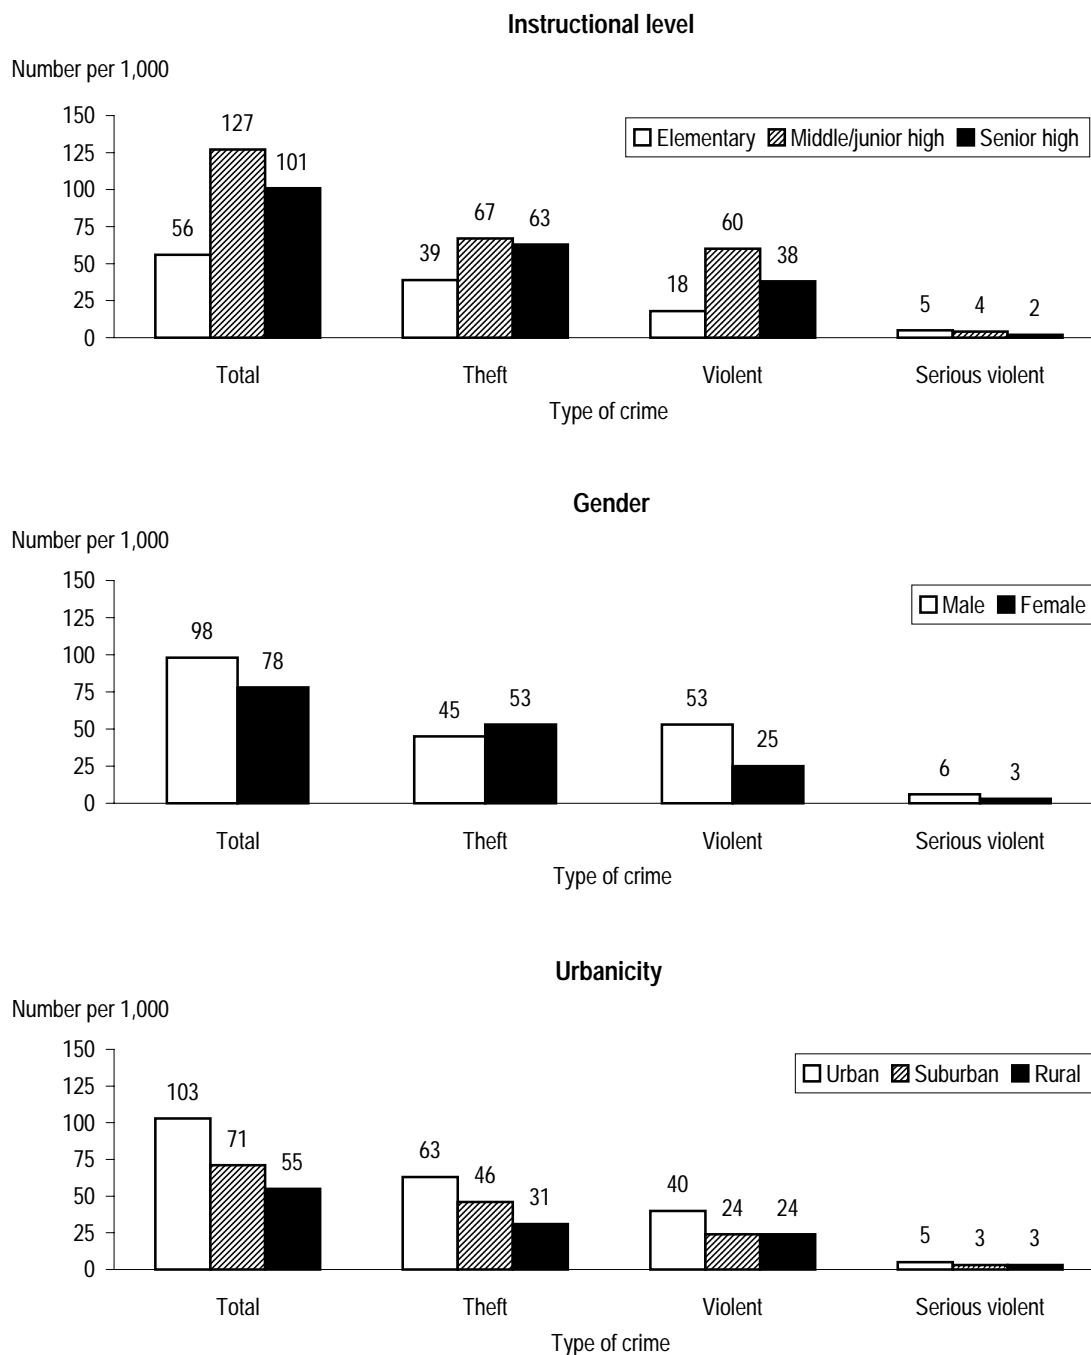 Instructional level
Number per 1,000
150
125
100
75
50
25
0
Elementary Middle/junior high Senior high
56 127 101
39 67 63
18 60 38
5 4 2
Total Theft Violent Serious violent
Type of crime
Gender
Number per 1,000
150
125
100
75
50
25
0
Male Female
98 78
45 53
53 25
6 3
Total Theft Violent Serious violent
Type of crime
Urbanicity
Number per 1,000
150
125
100
75
50
25
0
Urban Suburban Rural
103 71 55
63 46 31
40 24 24
5 3 3
Total Theft Violent Serious violent
Type of crime